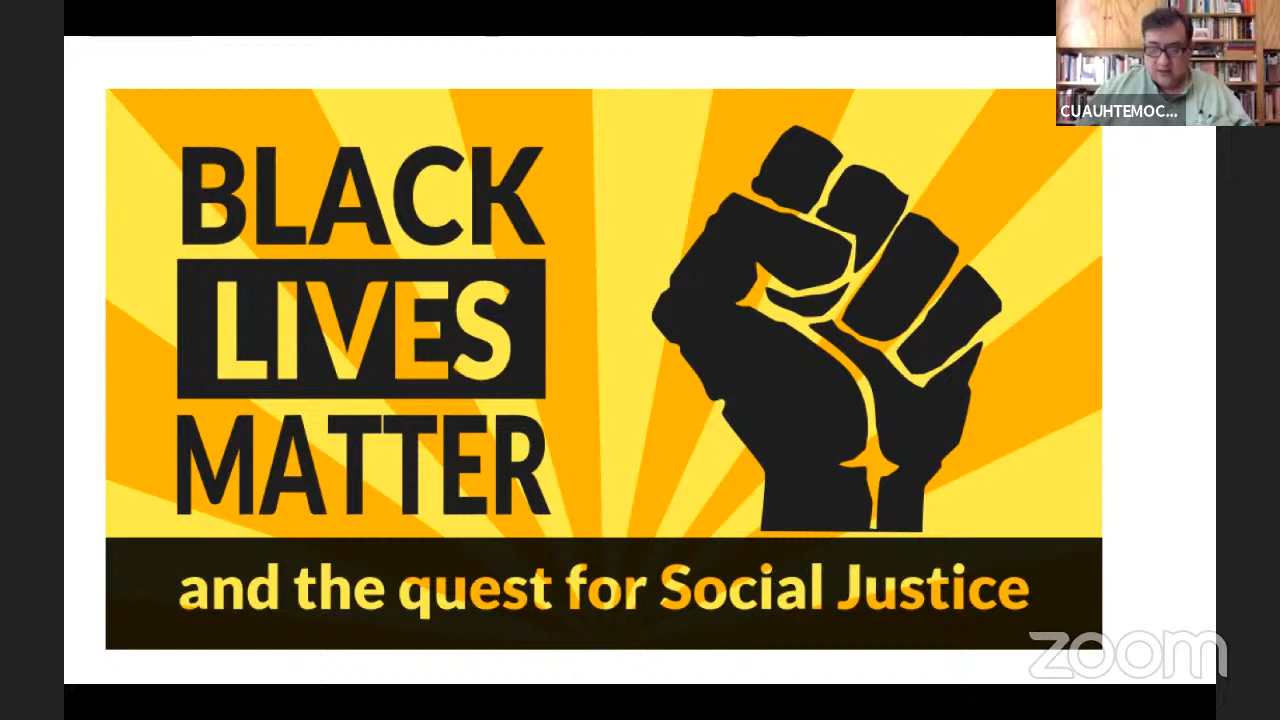 CUAUHTEMOC...
BLACK
LIVES
MATTER
and the quest for Social Justice
zoom